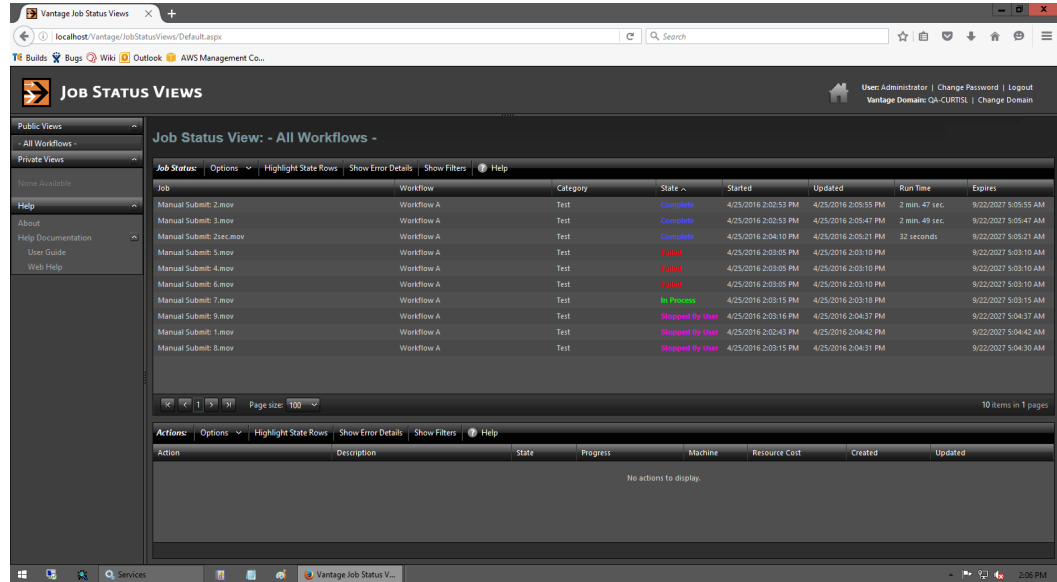 Vantage Job Status Views
localhost/Vantage/JobStatusViews/Default.aspx
Search
Builds Bugs Wiki Outlook AWS Management Co...
JOB STATUS VIEWS
User: Administrator | Change Password | Logout
Vantage Domain: QA-CURTISL | Change Domain
Public Views
- All Workflows -
Private Views
None Available
Help
About
Help Documentation
User Guide
Web Help
Job Status View: - All Workflows -
Job Status: Options Highlight State Rows Show Error Details Show Filters Help
Job Workflow Category State Started Updated Run Time Expires
Manual Submit: 2.mov Workflow A Test Complete 4/25/2016 2:02:53 PM 4/25/2016 2:05:55 PM 2 min. 47 sec. 9/22/2027 5:05:55 AM
Manual Submit: 3.mov Workflow A Test Complete 4/25/2016 2:02:53 PM 4/25/2016 2:05:47 PM 2 min. 49 sec. 9/22/2027 5:05:47 AM
Manual Submit: 2sec.mov Workflow A Test Complete 4/25/2016 2:04:10 PM 4/25/2016 2:05:21 PM 32 seconds 9/22/2027 5:05:21 AM
Manual Submit: 5.mov Workflow A Test Failed 4/25/2016 2:03:05 PM 4/25/2016 2:03:10 PM 9/22/2027 5:03:10 AM
Manual Submit: 4.mov Workflow A Test Failed 4/25/2016 2:03:05 PM 4/25/2016 2:03:10 PM 9/22/2027 5:03:10 AM
Manual Submit: 6.mov Workflow A Test Failed 4/25/2016 2:03:05 PM 4/25/2016 2:03:10 PM 9/22/2027 5:03:10 AM
Manual Submit: 7.mov Workflow A Test In Process 4/25/2016 2:03:15 PM 4/25/2016 2:03:18 PM 9/22/2027 5:03:15 AM
Manual Submit: 9.mov Workflow A Test Stopped By User 4/25/2016 2:03:16 PM 4/25/2016 2:04:37 PM 9/22/2027 5:04:37 AM
Manual Submit: 1.mov Workflow A Test Stopped By User 4/25/2016 2:02:43 PM 4/25/2016 2:04:42 PM 9/22/2027 5:04:42 AM
Manual Submit: 8.mov Workflow A Test Stopped By User 4/25/2016 2:03:15 PM 4/25/2016 2:04:31 PM 9/22/2027 5:04:30 AM
1 Page size: 100 10 items in 1 pages
Actions: Options Highlight State Rows Show Error Details Show Filters Help
Action Description State Progress Machine Resource Cost Created Updated
No actions to display.
Services Vantage Job Status V... 2:06 PM